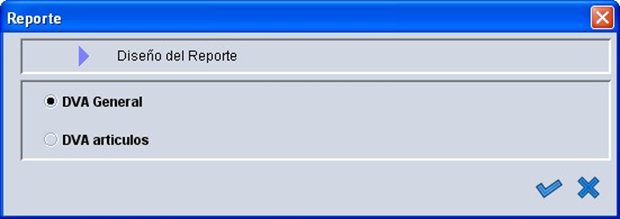 Reporte
Diseño del Reporte
DVA General
DVA articulos